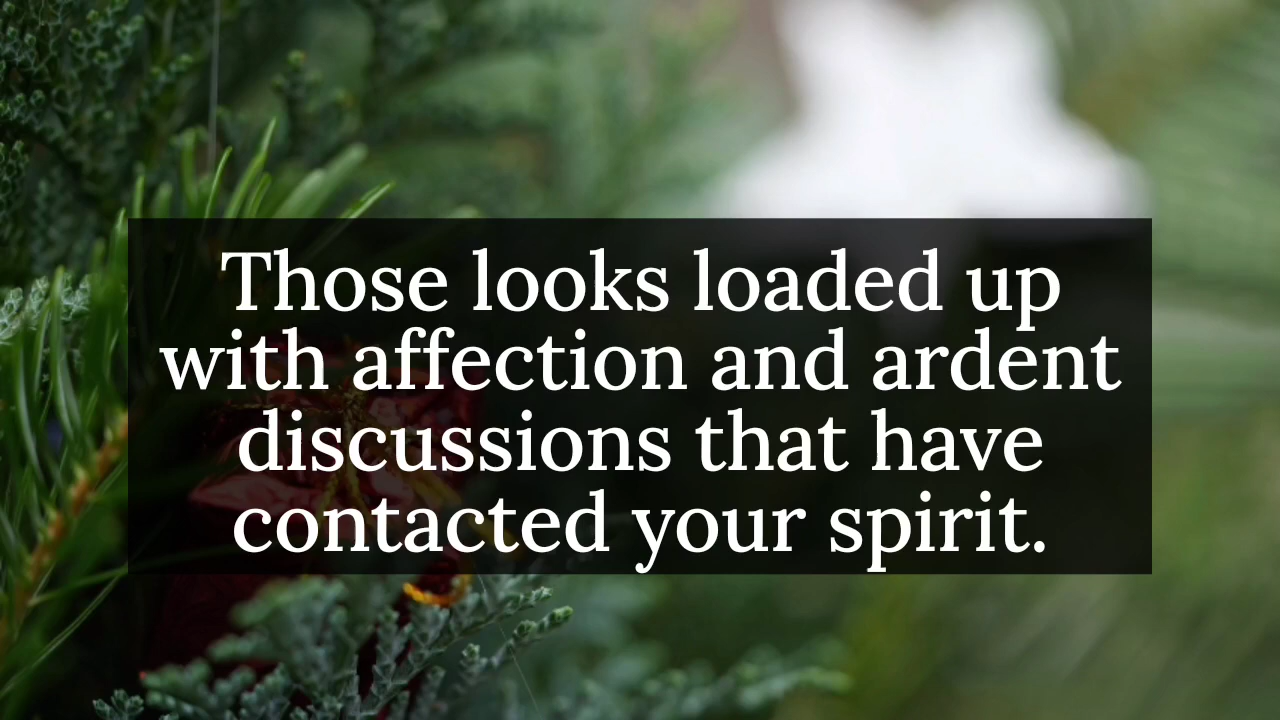 Those looks loaded up
with affection and ardent
discussions that have
contacted your spirit.